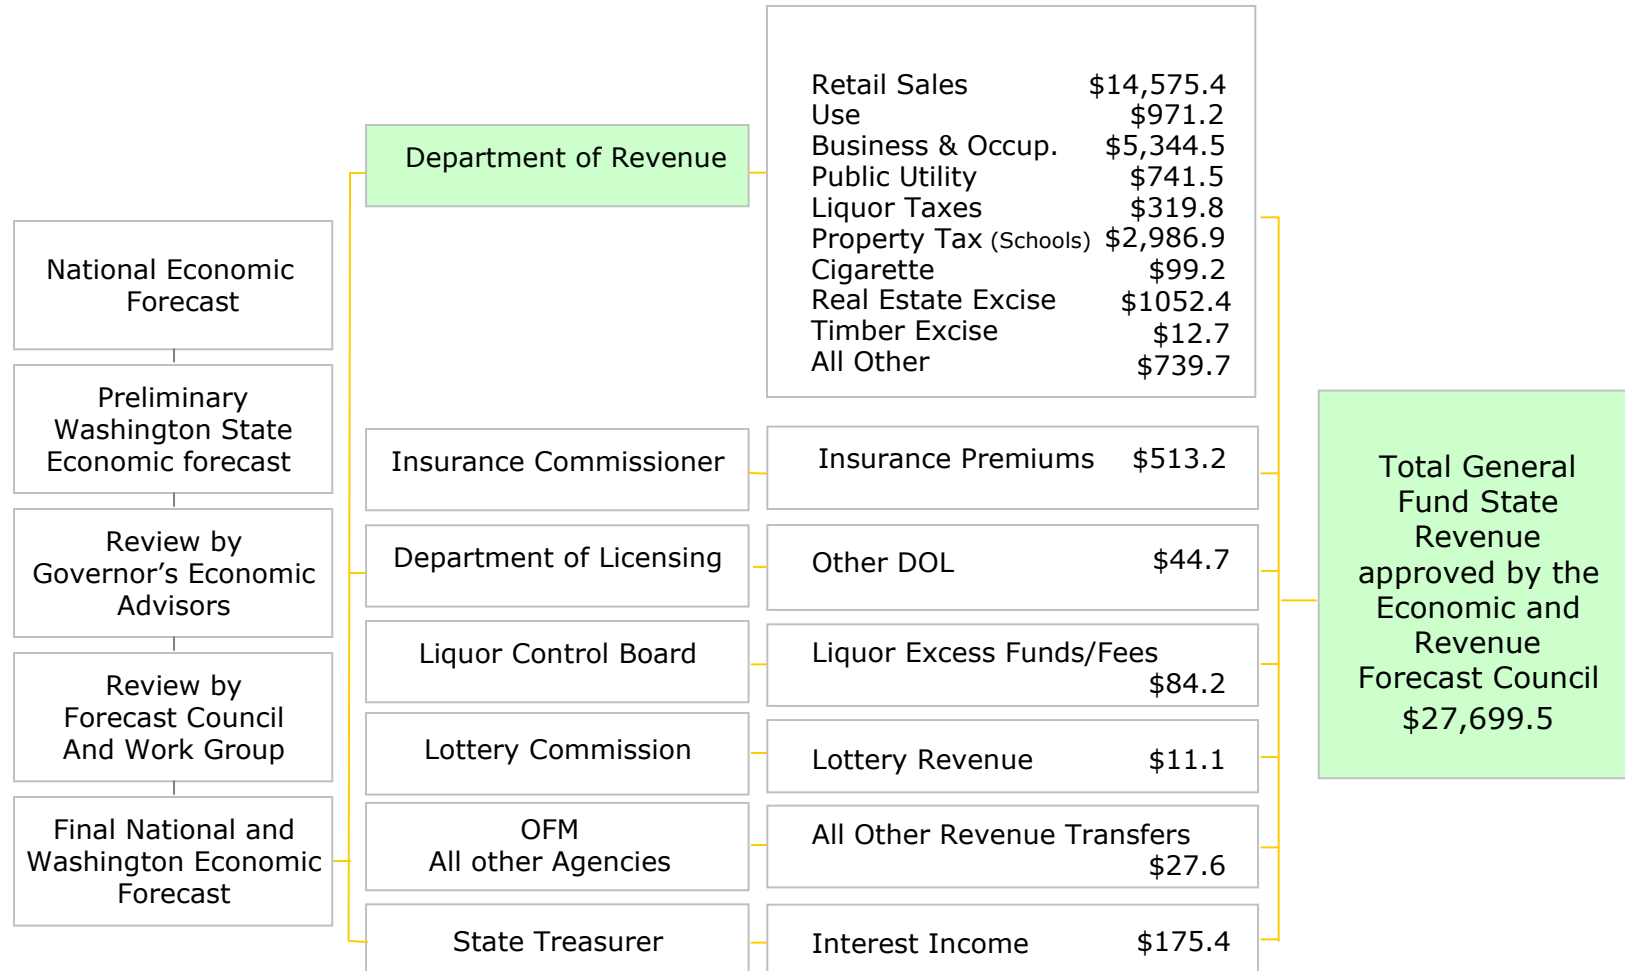 National Economic
Forecast
Preliminary
Washington State
Economic forecast
Review by
Governor’s Economic
Advisors
Review by
Forecast Council
And Work Group
Final National and
Washington Economic
Forecast
Department of Revenue
Insurance Commissioner
Department of Licensing
Liquor Control Board
Lottery Commission
OFM
All other Agencies
State Treasurer
Retail Sales $14,575.4
Use $971.2
Business & Occup. $5,344.5
Public Utility $741.5
Liquor Taxes $319.8
Property Tax (Schools) $2,986.9
Cigarette $99.2
Real Estate Excise $1052.4
Timber Excise $12.7
All Other $739.7
Insurance Premiums $513.2
Other DOL $44.7
Liquor Excess Funds/Fees
$84.2
Lottery Revenue $11.1
All Other Revenue Transfers
$27.6
Interest Income $175.4
Total General
Fund State
Revenue
approved by the
Economic and
Revenue
Forecast Council
$27,699.5